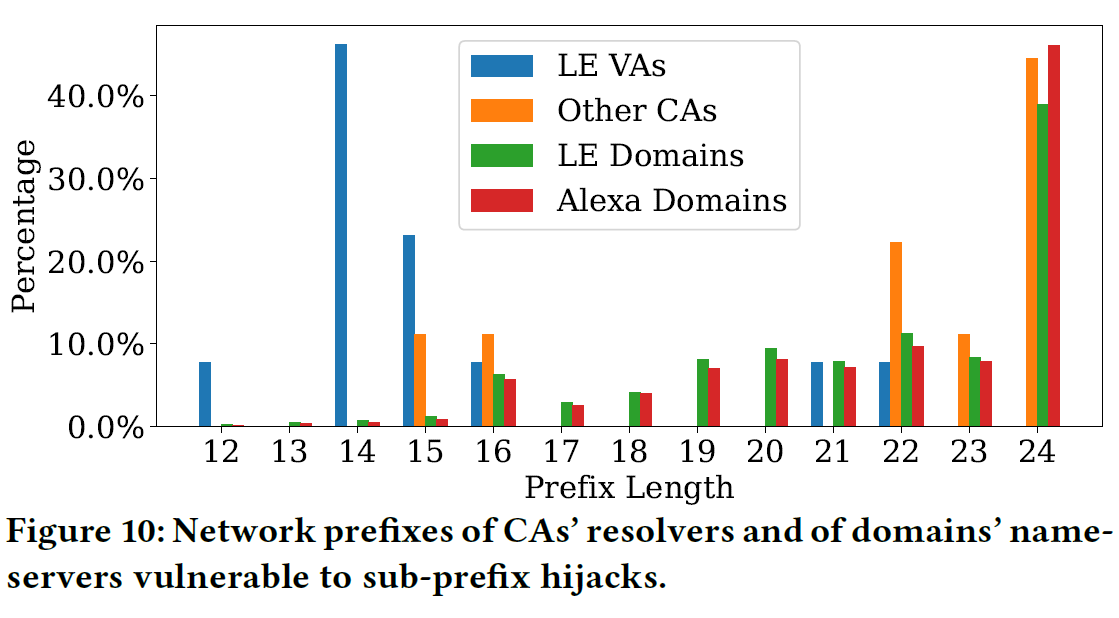 40.0%
30.0%
20.0%
10.0%
0.0%
Percentage
LE VAs
Other CAs
LE Domains
Alexa Domains
12 13 14 15 16 17 18 19 20 21 22 23 24
Prefix Length
Figure 10: Network prefixes of CAs’ resolvers and of domains’ name-
servers vulnerable to sub-prefix hijacks.